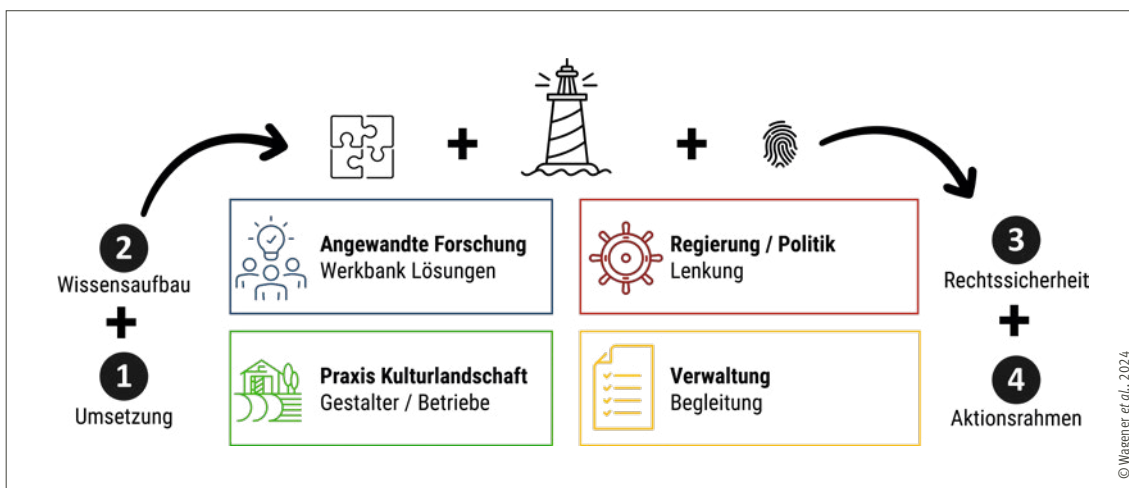 Angewandte Forschung
Werkbank Lösungen
Regierung / Politik
Lenkung
2
Wissensaufbau
+
1
Umsetzung
Praxis Kulturlandschaft
Gestalter / Betriebe
Verwaltung
Begleitung
3
Rechtssicherheit
+
4
Aktionsrahmen
© Wagener et al., 2024